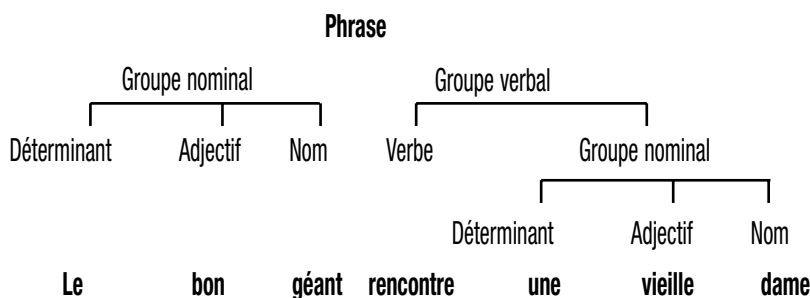 Phrase
Groupe nominal Groupe verbal
Déterminant Adjectif Nom Verbe Groupe nominal
Déterminant Adjectif Nom
Le bon géant rencontre une vieille dame